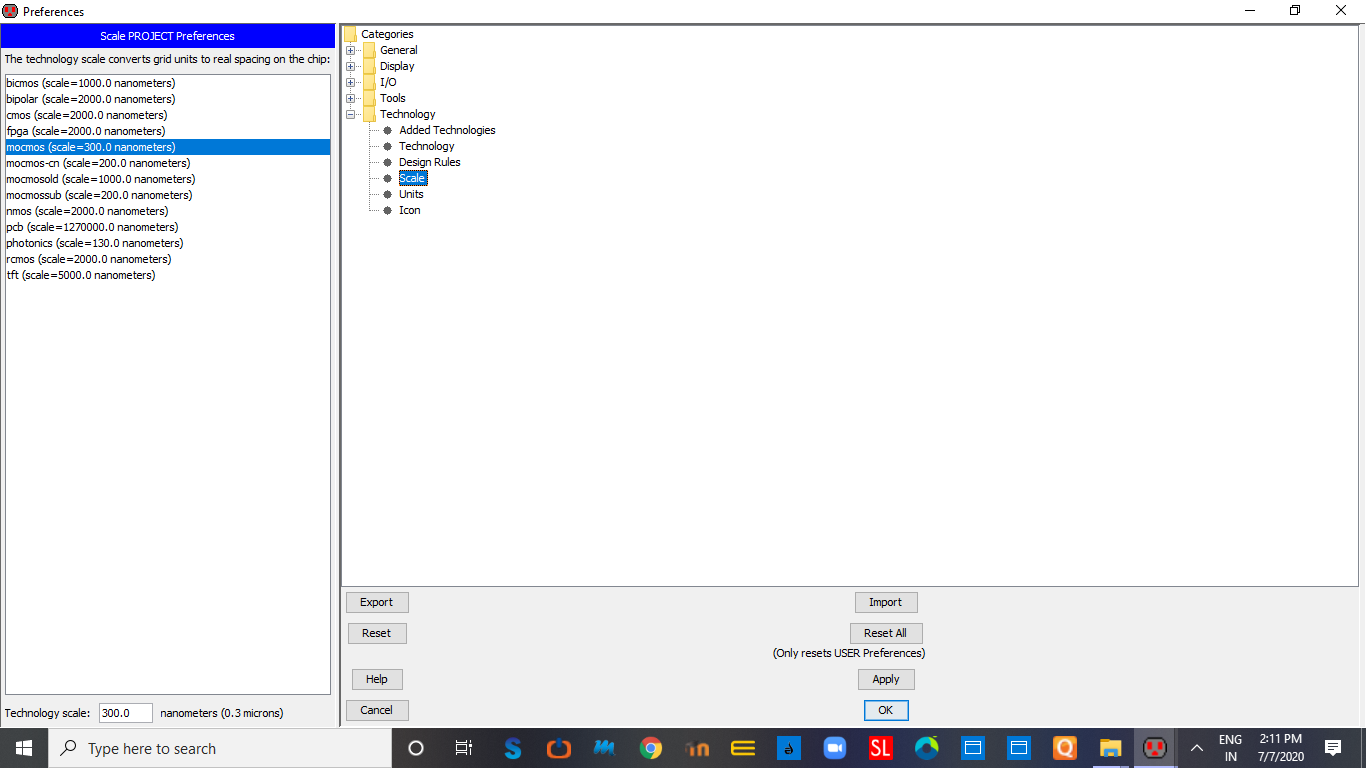 Preferences
Scale PROJECT Preferences
The technology scale converts grid units to real spacing on the chip:
bicmos (scale=1000.0 nanometers)
bipolar (scale=2000.0 nanometers)
cmos (scale=2000.0 nanometers)
fpga (scale=2000.0 nanometers)
mocmos (scale=300.0 nanometers)
mocmos-cn (scale=200.0 nanometers)
mocmosold (scale=1000.0 nanometers)
mocmossub (scale=200.0 nanometers)
nmos (scale=2000.0 nanometers)
pcb (scale=1270000.0 nanometers)
photonics (scale=130.0 nanometers)
rcmos (scale=2000.0 nanometers)
tft (scale=5000.0 nanometers)
Technology scale: 300.0 nanometers (0.3 microns)
Categories
General
Display
I/O
Tools
Technology
Added Technologies
Technology
Design Rules
Scale
Units
Icon
Export
Import
Reset
Reset All
(Only resets USER Preferences)
Help
Apply
Cancel
OK
Type here to search
S
in
SL
Q
ENG
IN
2:11 PM
7/7/2020